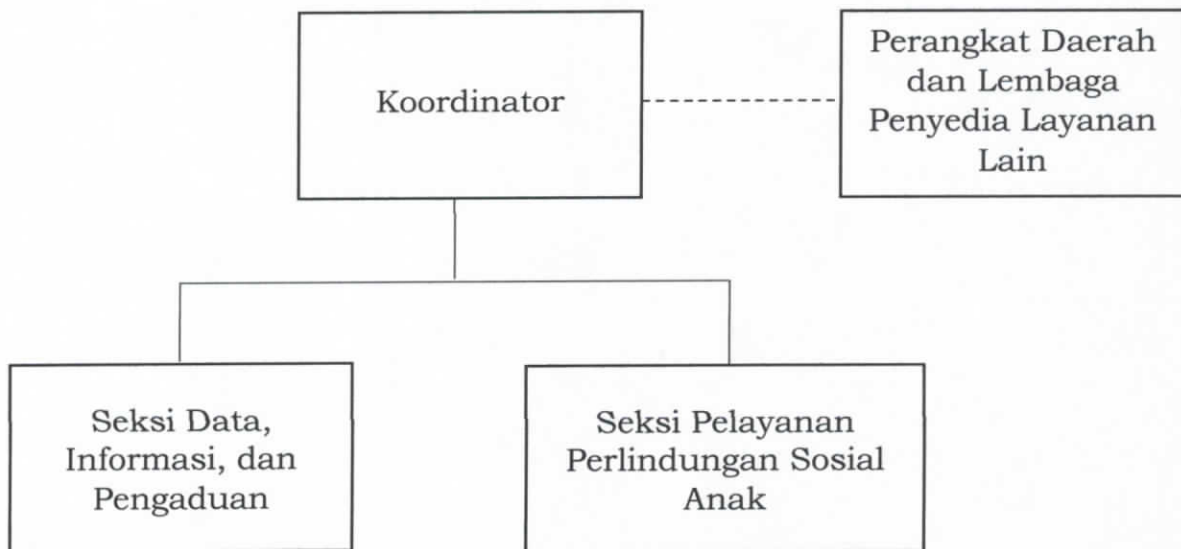 Koordinator
Perangkat Daerah
dan Lembaga
Penyedia Layanan
Lain
Seksi Data,
Informasi, dan
Pengaduan
Seksi Pelayanan
Perlindungan Sosial
Anak